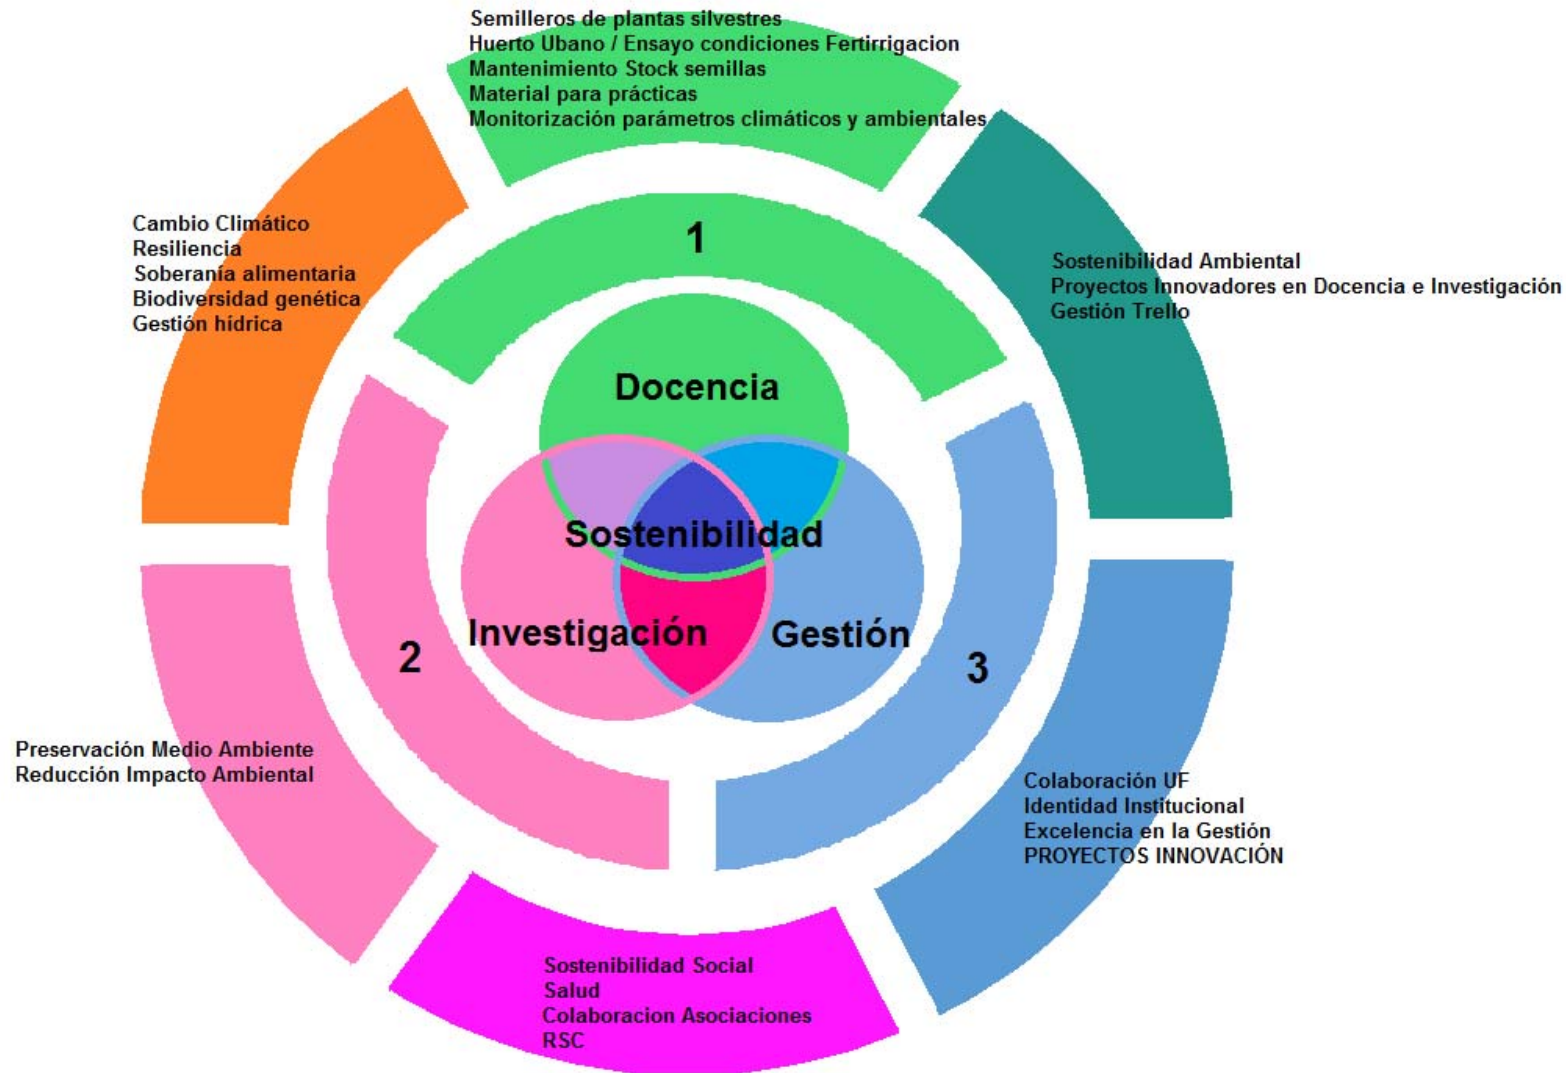 Semilleros de plantas silvestres
Huerto Ubano / Ensayo condiciones Fertirrigacion
Mantenimiento Stock semillas
Material para prácticas
Monitorización parámetros climáticos y ambientales
Cambio Climático
Resiliencia
Soberanía alimentaria
Biodiversidad genética
Gestión hídrica
1
Sostenibilidad Ambiental
Proyectos Innovadores en Docencia e Investigación
Gestión Trello
Docencia
Sostenibilidad
Investigación
Gestión
2
3
Preservación Medio Ambiente
Reducción Impacto Ambiental
Colaboración UF
Identidad Institucional
Excelencia en la Gestión
PROYECTOS INNOVACIÓN
Sostenibilidad Social
Salud
Colaboracion Asociaciones
RSC